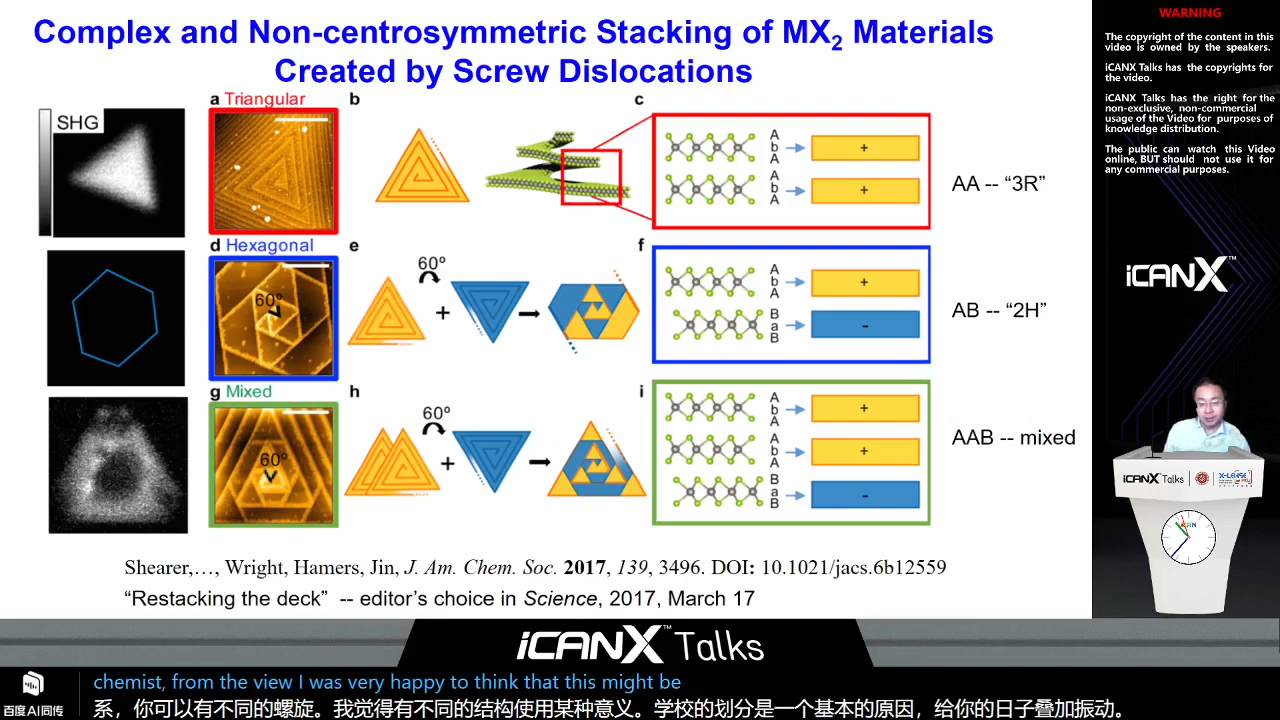 Complex and Non-centrosymmetric Stacking of MX2 Materials
Created by Screw Dislocations
SHG
a Triangular
b
c
A
b
A
+
A
b
A
+
AA -- “3R”
d Hexagonal
60º
e
60º
+
f
A
b
A
+
B
a
B
-
AB -- “2H”
g Mixed
60º
h
60º
+
i
A
b
A
+
A
b
A
+
B
a
B
-
AAB -- mixed
Shearer,…, Wright, Hamers, Jin, J. Am. Chem. Soc. 2017, 139, 3496. DOI: 10.1021/jacs.6b12559
“Restacking the deck” -- editor’s choice in Science, 2017, March 17
WARNING
The copyright of the content in this
video is owned by the speakers.
iCANX Talks has the copyrights for
the video.
iCANX Talks has the right for the
non-exclusive, non-commercial
usage of the Video for purposes of
knowledge distribution.
The public can watch this Video
online, BUT should not use it for
any commercial purposes.
iCANX™
iCANX Talks
iCANX™ Talks
百度AI同传
chemist, from the view I was very happy to think that this might be
系，你可以有不同的螺旋。我觉得有不同的结构使用某种意义。学校的划分是一个基本的原因，给你的日子叠加振动。